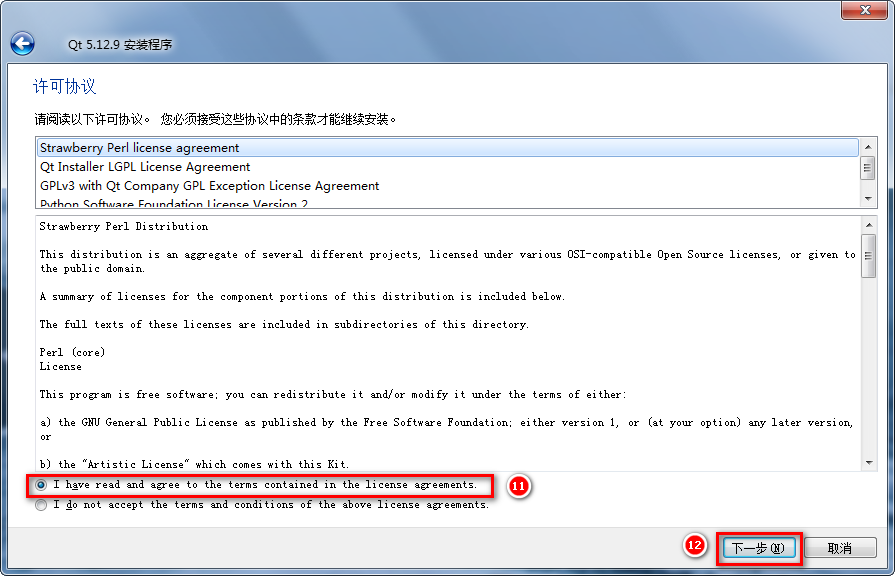 Qt 5.12.9 安装程序
许可协议
请阅读以下许可协议。 您必须接受这些协议中的条款才能继续安装。
Strawberry Perl license agreement
Qt Installer LGPL License Agreement
GPLv3 with Qt Company GPL Exception License Agreement
Python Software Foundation License Version 2
Strawberry Perl Distribution
This distribution is an aggregate of several different projects, licensed under various OSI-compatible Open Source licenses, or given to
the public domain.
A summary of licenses for the component portions of this distribution is included below.
The full texts of these licenses are included in subdirectories of this directory.
Perl (core)
License
This program is free software; you can redistribute it and/or modify it under the terms of either:
a) the GNU General Public License as published by the Free Software Foundation; either version 1, or (at your option) any later version,
or
b) the "Artistic License" which comes with this Kit.
I have read and agree to the terms contained in the license agreements.
11
I do not accept the terms and conditions of the above license agreements.
12
下一步(N)
取消